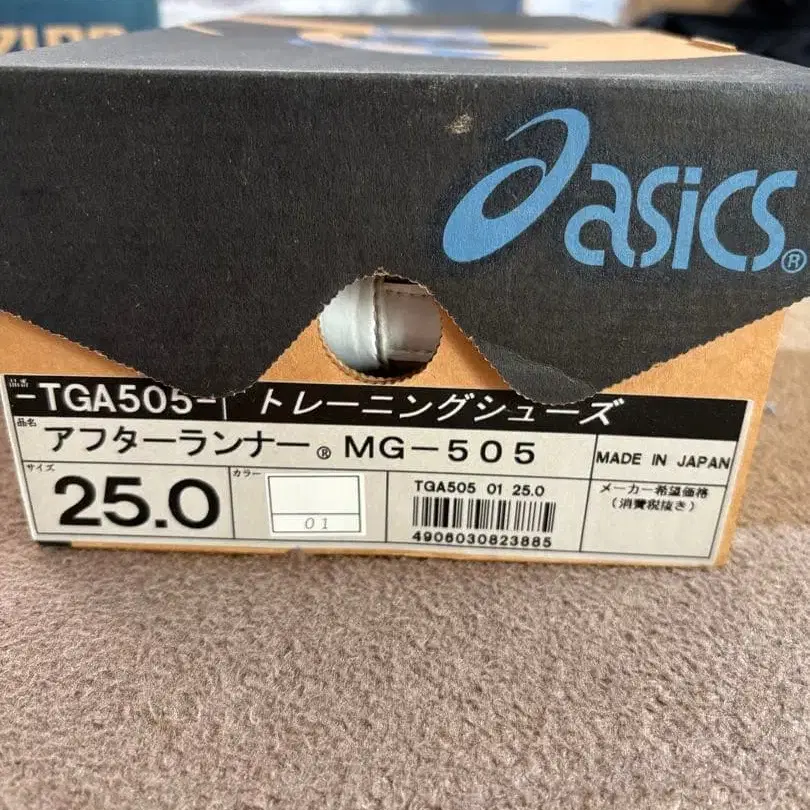 asics®
品番
-TGA505- トレーニングシューズ
品名
アフターランナー® MG-505
MADE IN JAPAN
サイズ
25.0
カラー
01
TGA505 01 25.0
4906030823885
メーカー希望価格
(消費税抜き)